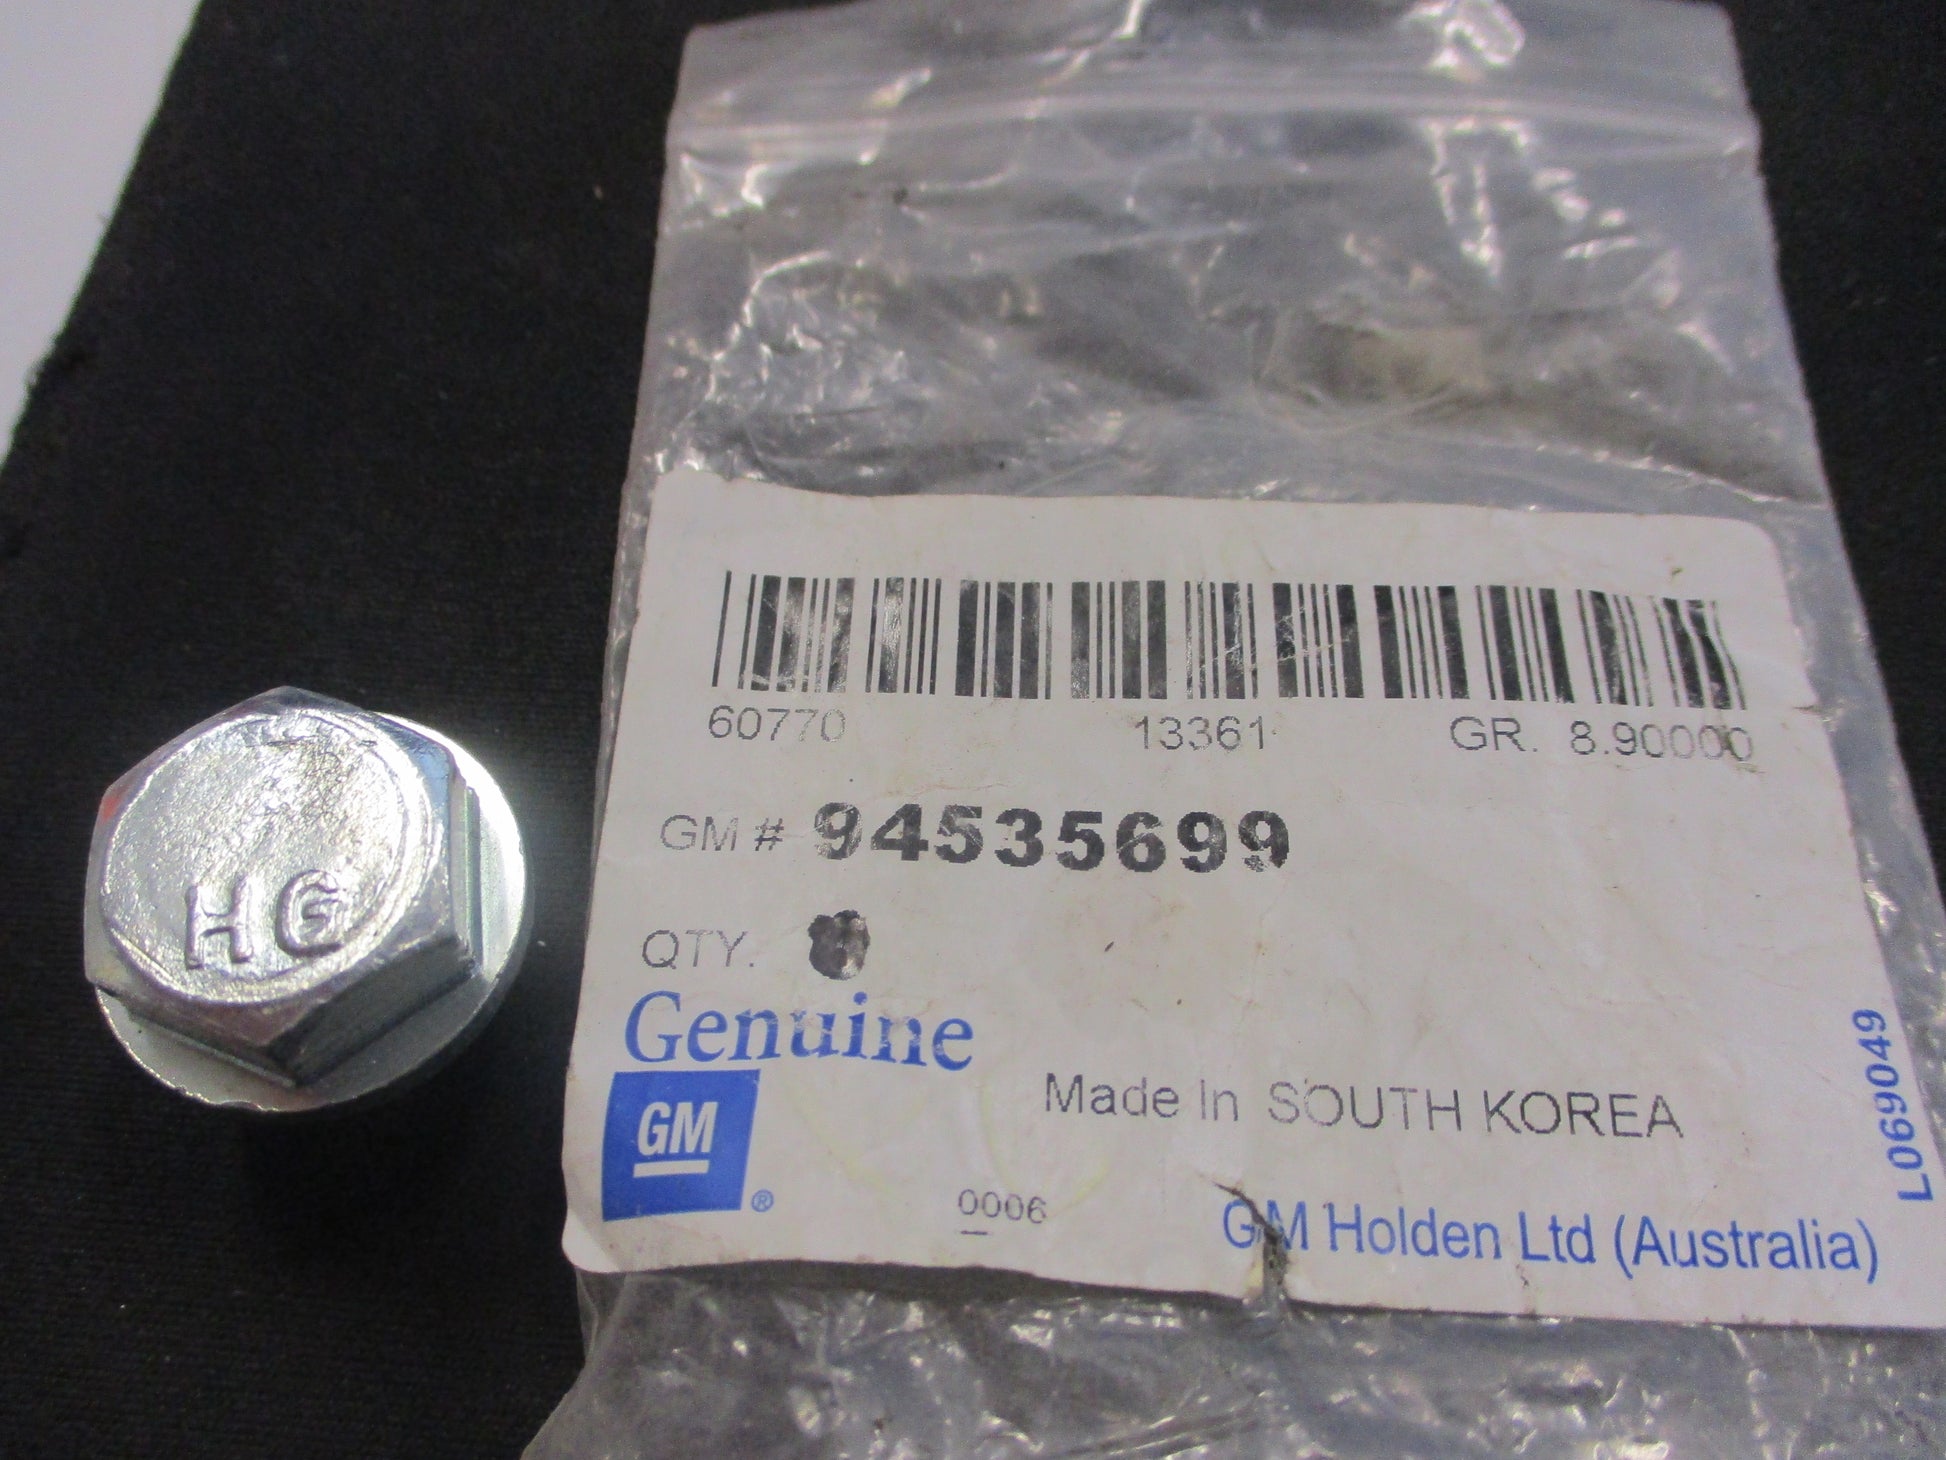 HG
60770 13361 GR. 8.90000
GM # 94535699
QTY.
Genuine
GM ®
Made In SOUTH KOREA
0006
GM Holden Ltd (Australia)
L069049